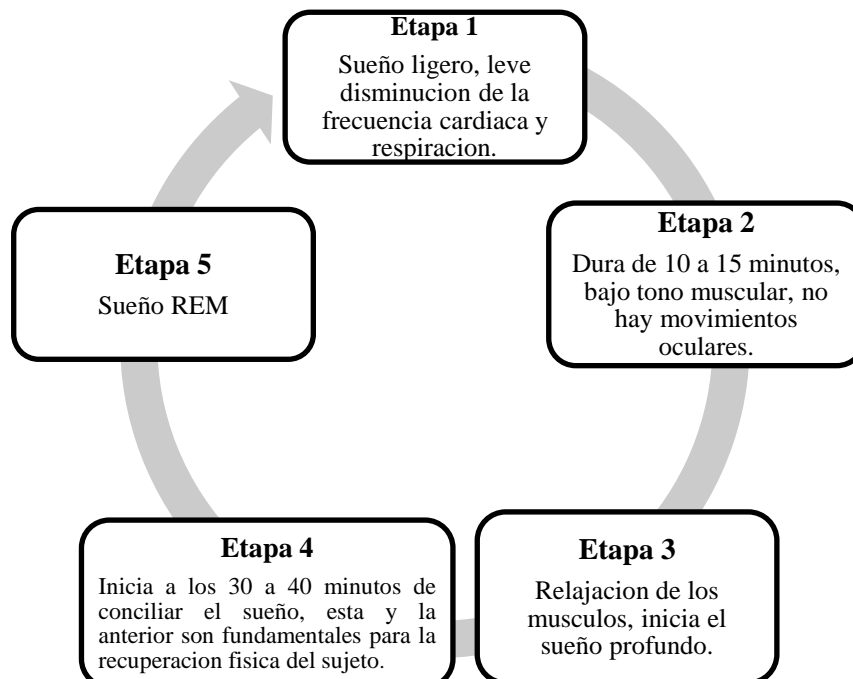 Etapa 1
Sueño ligero, leve
disminucion de la
frecuencia cardiaca y
respiracion.
Etapa 2
Dura de 10 a 15 minutos,
bajo tono muscular, no
hay movimientos
oculares.
Etapa 3
Relajacion de los
musculos, inicia el
sueño profundo.
Etapa 4
Inicia a los 30 a 40 minutos de
conciliar el sueño, esta y la
anterior son fundamentales para la
recuperacion fisica del sujeto.
Etapa 5
Sueño REM